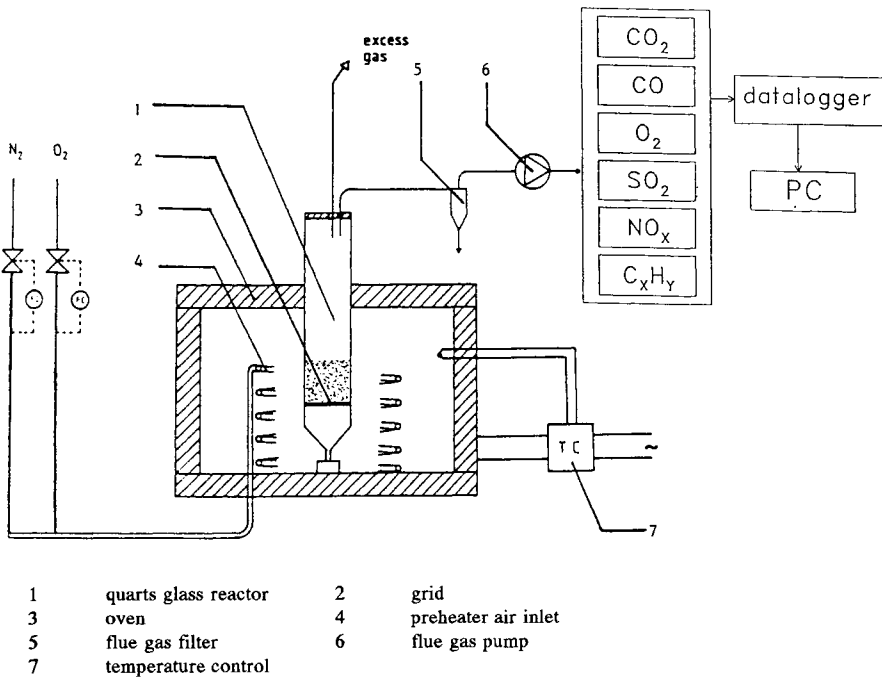 excess
gas
5
6
CO₂
CO
O₂
SO₂
NOₓ
CₓHᵧ
datalogger
PC
1
2
3
4
N₂
O₂
TC
~
7
1 quarts glass reactor 2 grid
3 oven 4 preheater air inlet
5 flue gas filter 6 flue gas pump
7 temperature control